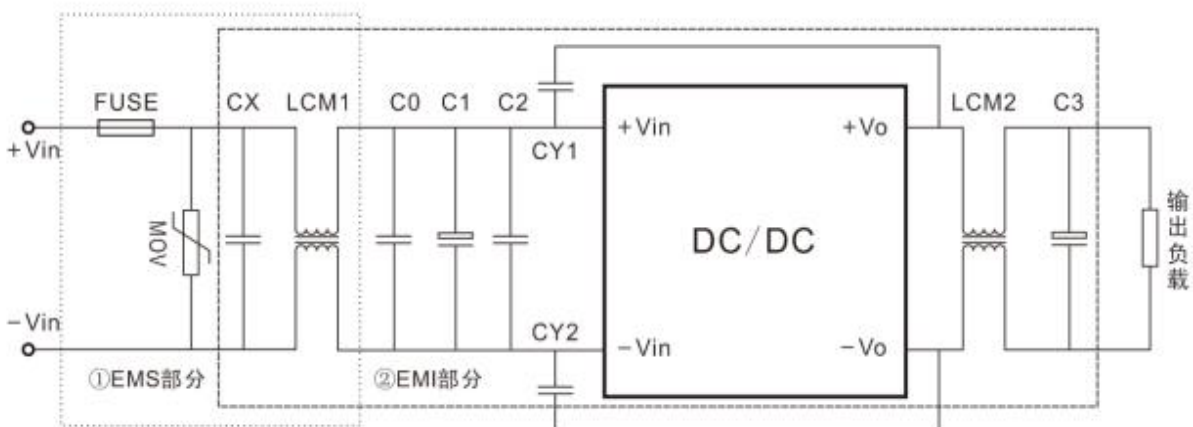 FUSE
CX
LCM1
C0
C1
C2
LCM2
C3
+Vin
CY1
+Vin
+Vo
MOV
DC/DC
输出负载
-Vin
CY2
-Vin
-Vo
①EMS部分
②EMI部分